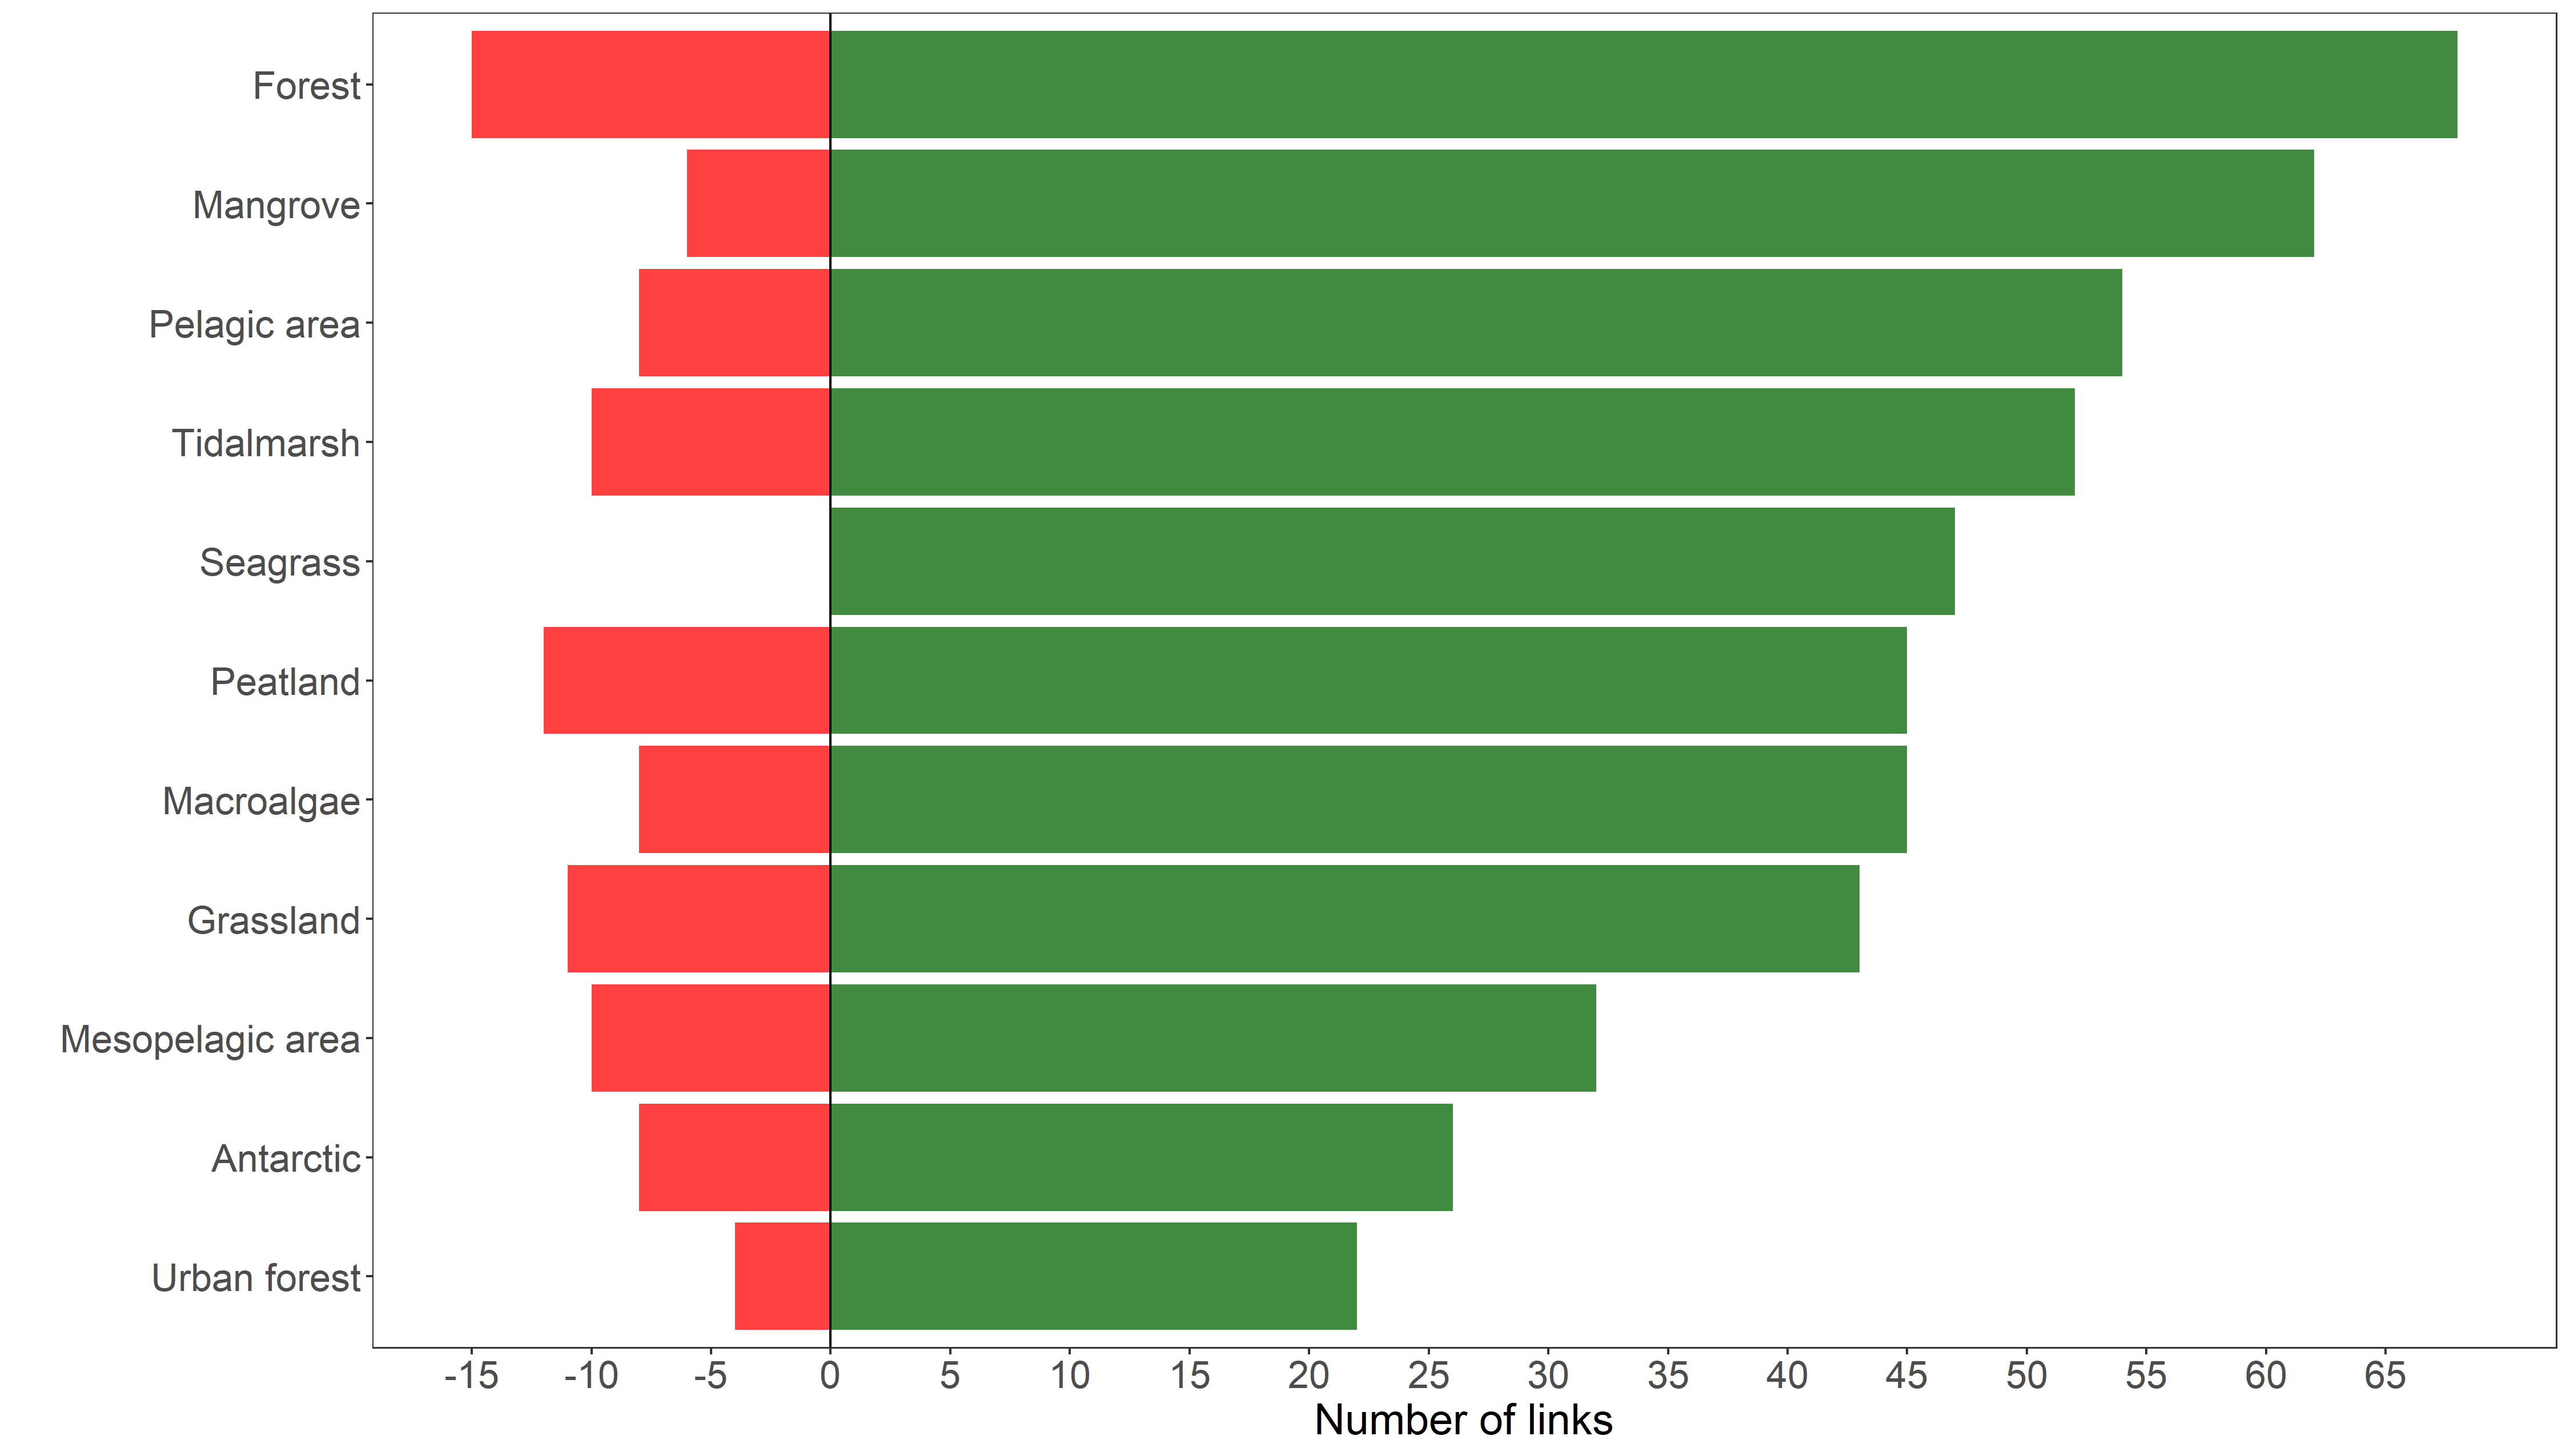 Forest
Mangrove
Pelagic area
Tidalmarsh
Seagrass
Peatland
Macroalgae
Grassland
Mesopelagic area
Antarctic
Urban forest
-15 -10 -5 0 5 10 15 20 25 30 35 40 45 50 55 60 65
Number of links